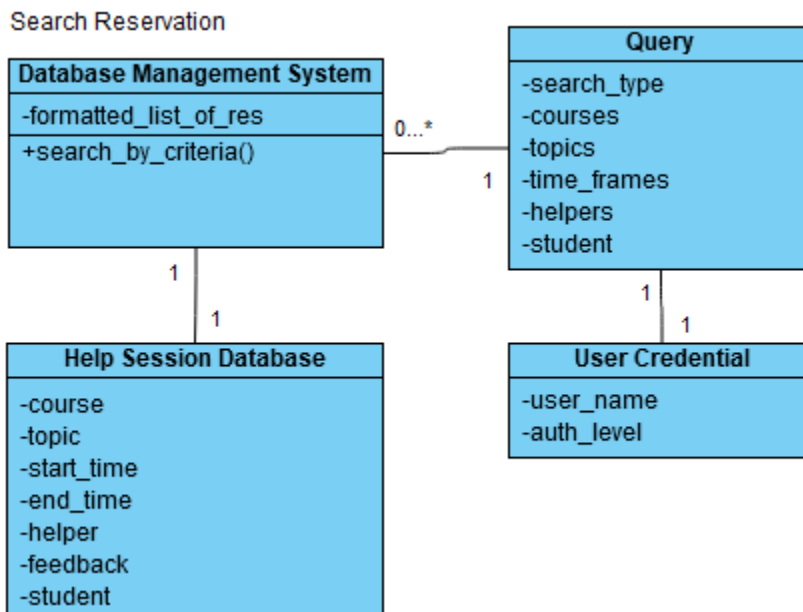 Search Reservation
Database Management System
-formatted_list_of_res
+search_by_criteria()
0...*
1
Query
-search_type
-courses
-topics
-time_frames
-helpers
-student
1
1
1
1
Help Session Database
-course
-topic
-start_time
-end_time
-helper
-feedback
-student
User Credential
-user_name
-auth_level